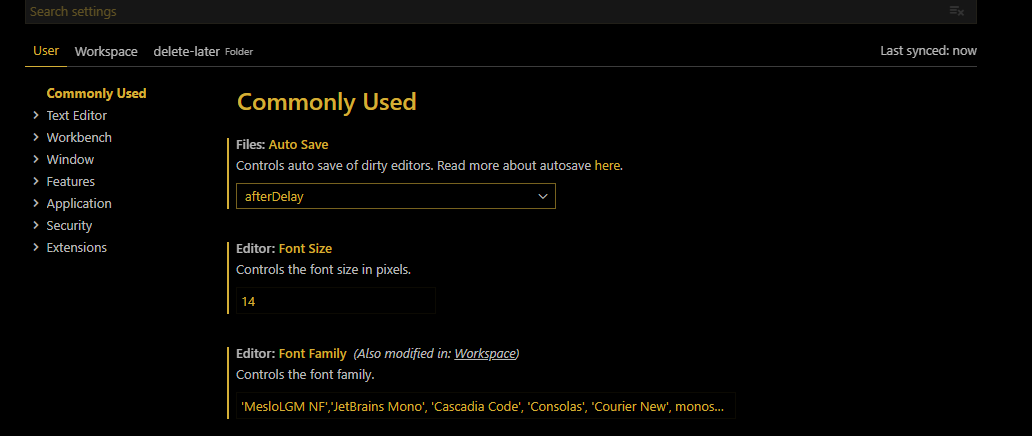 Search settings
User Workspace delete-later Folder Last synced: now
Commonly Used
Text Editor
Workbench
Window
Features
Application
Security
Extensions
Commonly Used
Files: Auto Save
Controls auto save of dirty editors. Read more about autosave here.
afterDelay
Editor: Font Size
Controls the font size in pixels.
14
Editor: Font Family (Also modified in: Workspace)
Controls the font family.
'MesloLGM NF','JetBrains Mono', 'Cascadia Code', 'Consolas', 'Courier New', monos...